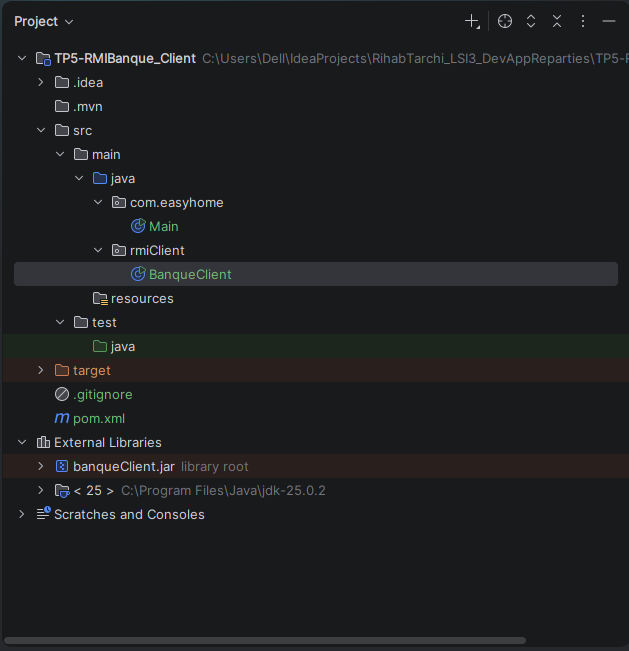 Project
TP5-RMIBanque_Client C:\Users\Dell\IdeaProjects\RihabTarchi_LSI3_DevAppReparties\TP5-R
.idea
.mvn
src
main
java
com.easyhome
Main
rmiClient
BanqueClient
resources
test
java
target
.gitignore
pom.xml
External Libraries
banqueClient.jar library root
< 25 > C:\Program Files\Java\jdk-25.0.2
Scratches and Consoles